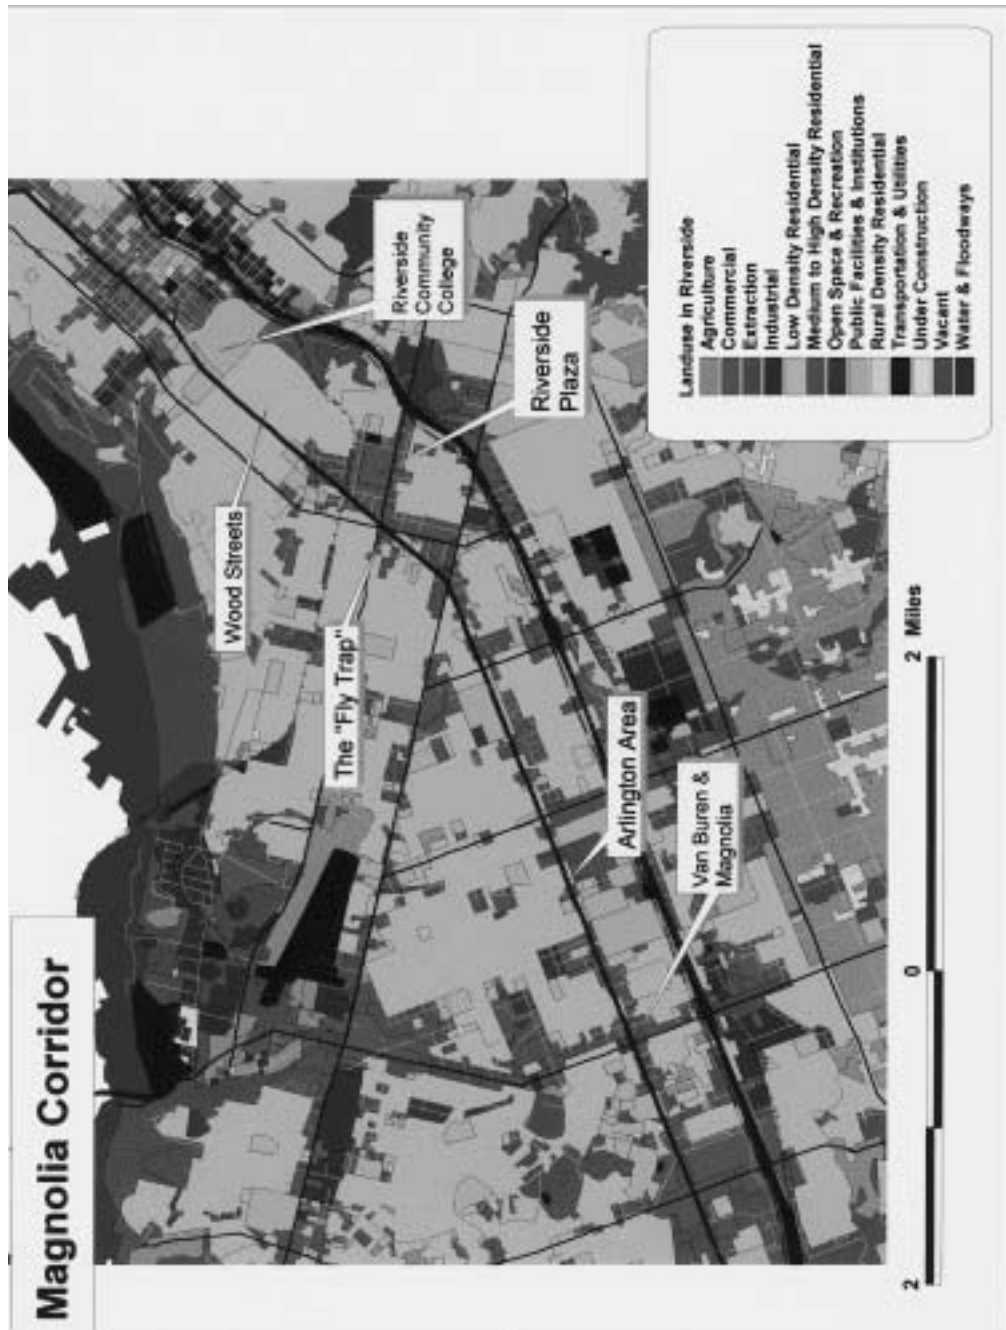 Magnolia Corridor
Wood Streets
Riverside
Community
College
The "Fly Trap"
Riverside
Plaza
Arlington Area
Van Buren &
Magnolia
Landuse in Riverside
Agriculture
Commercial
Extraction
Industrial
Low Density Residential
Medium to High Density Residential
Open Space & Recreation
Public Facilities & Institutions
Rural Density Residential
Transportation & Utilities
Under Construction
Vacant
Water & Floodways
2 0 2 Miles